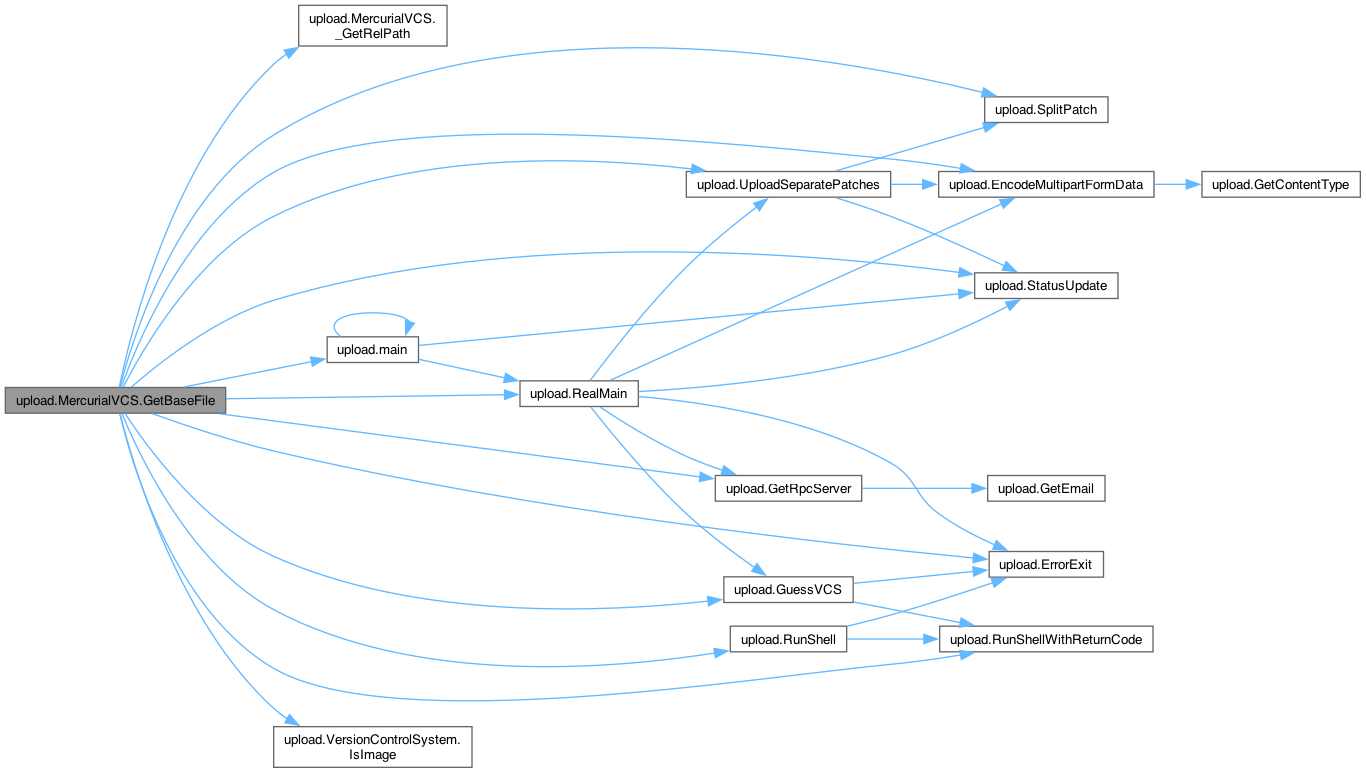 upload.MercurialVCS.
_GetRelPath
upload.SplitPatch
upload.UploadSeparatePatches
upload.EncodeMultipartFormData
upload.GetContentType
upload.StatusUpdate
upload.main
upload.MercurialVCS.GetBaseFile
upload.RealMain
upload.GetRpcServer
upload.GetEmail
upload.ErrorExit
upload.GuessVCS
upload.RunShell
upload.RunShellWithReturnCode
upload.VersionControlSystem.
IsImage